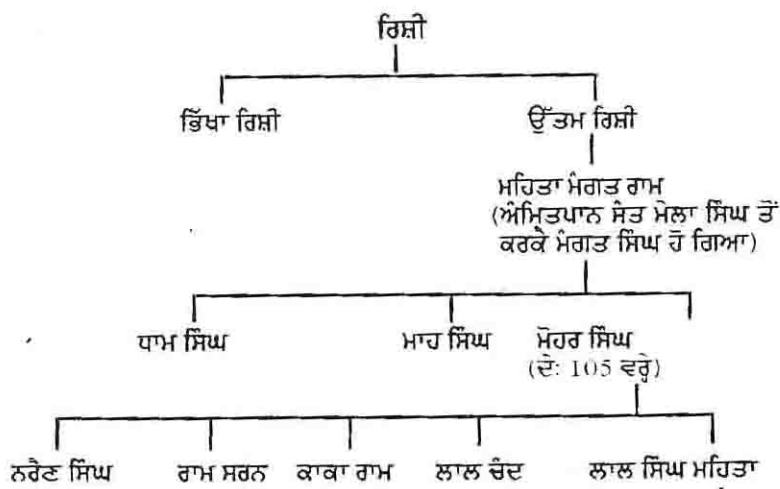 ਰਿਸ਼ੀ
ਭਿੱਖਾ ਰਿਸ਼ੀ ਉੱਤਮ ਰਿਸ਼ੀ
ਮਹਿਤਾ ਮੰਗਤ ਰਾਮ
(ਅੰਮ੍ਰਿਤਪਾਨ ਸੰਤ ਮੇਲਾ ਸਿੰਘ ਤੋਂ
ਕਰਕੇ ਮੰਗਤ ਸਿੰਘ ਹੋ ਗਿਆ)
ਧਾਮ ਸਿੰਘ ਮਾਹ ਸਿੰਘ ਮੋਹਰ ਸਿੰਘ
(ਦੇ: 105 ਵਰ੍ਹੇ)
ਨਰੈਣ ਸਿੰਘ ਰਾਮ ਸਰਨ ਕਾਕਾ ਰਾਮ ਲਾਲ ਚੰਦ ਲਾਲ ਸਿੰਘ ਮਹਿਤਾ